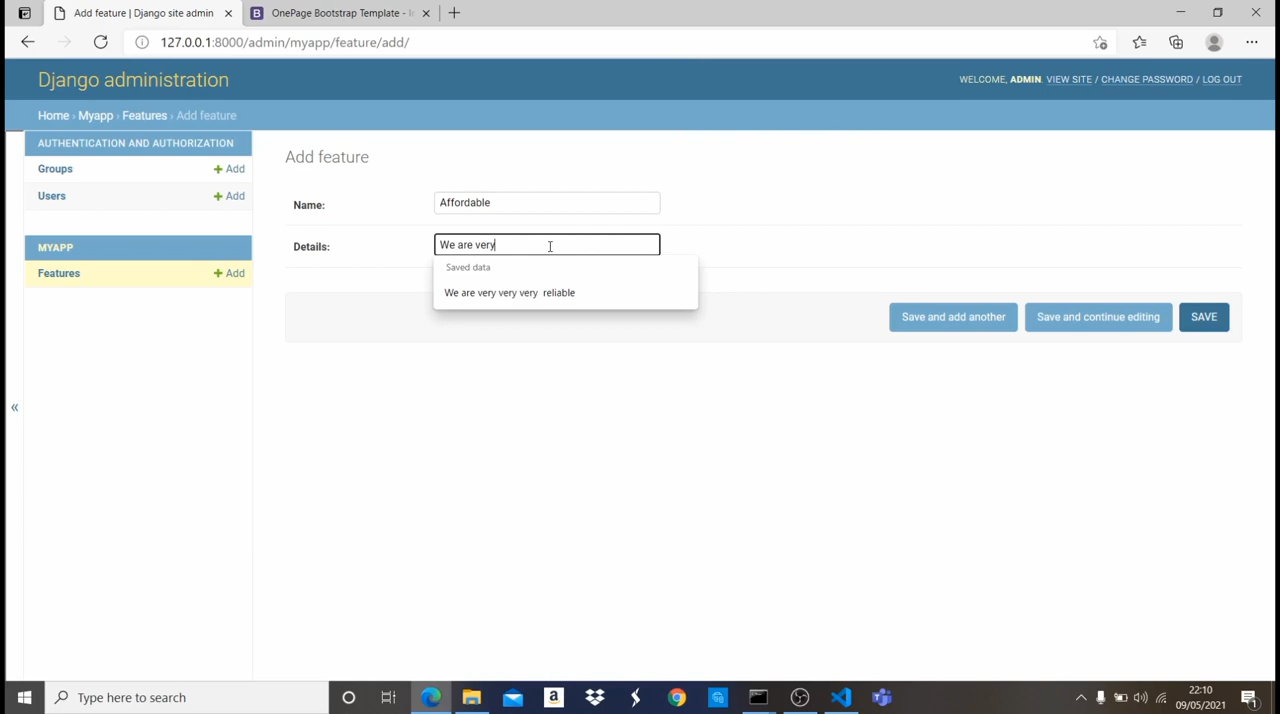 Add feature | Django site admin
OnePage Bootstrap Template - I
127.0.0.1:8000/admin/myapp/feature/add/
Django administration
WELCOME, ADMIN. VIEW SITE / CHANGE PASSWORD / LOG OUT
Home › Myapp › Features › Add feature
AUTHENTICATION AND AUTHORIZATION
Groups + Add
Users + Add
MYAPP
Features + Add
«
Add feature
Name: Affordable
Details: We are very
Saved data
We are very very very  reliable
Save and add another
Save and continue editing
SAVE
Type here to search
22:10
09/05/2021
1